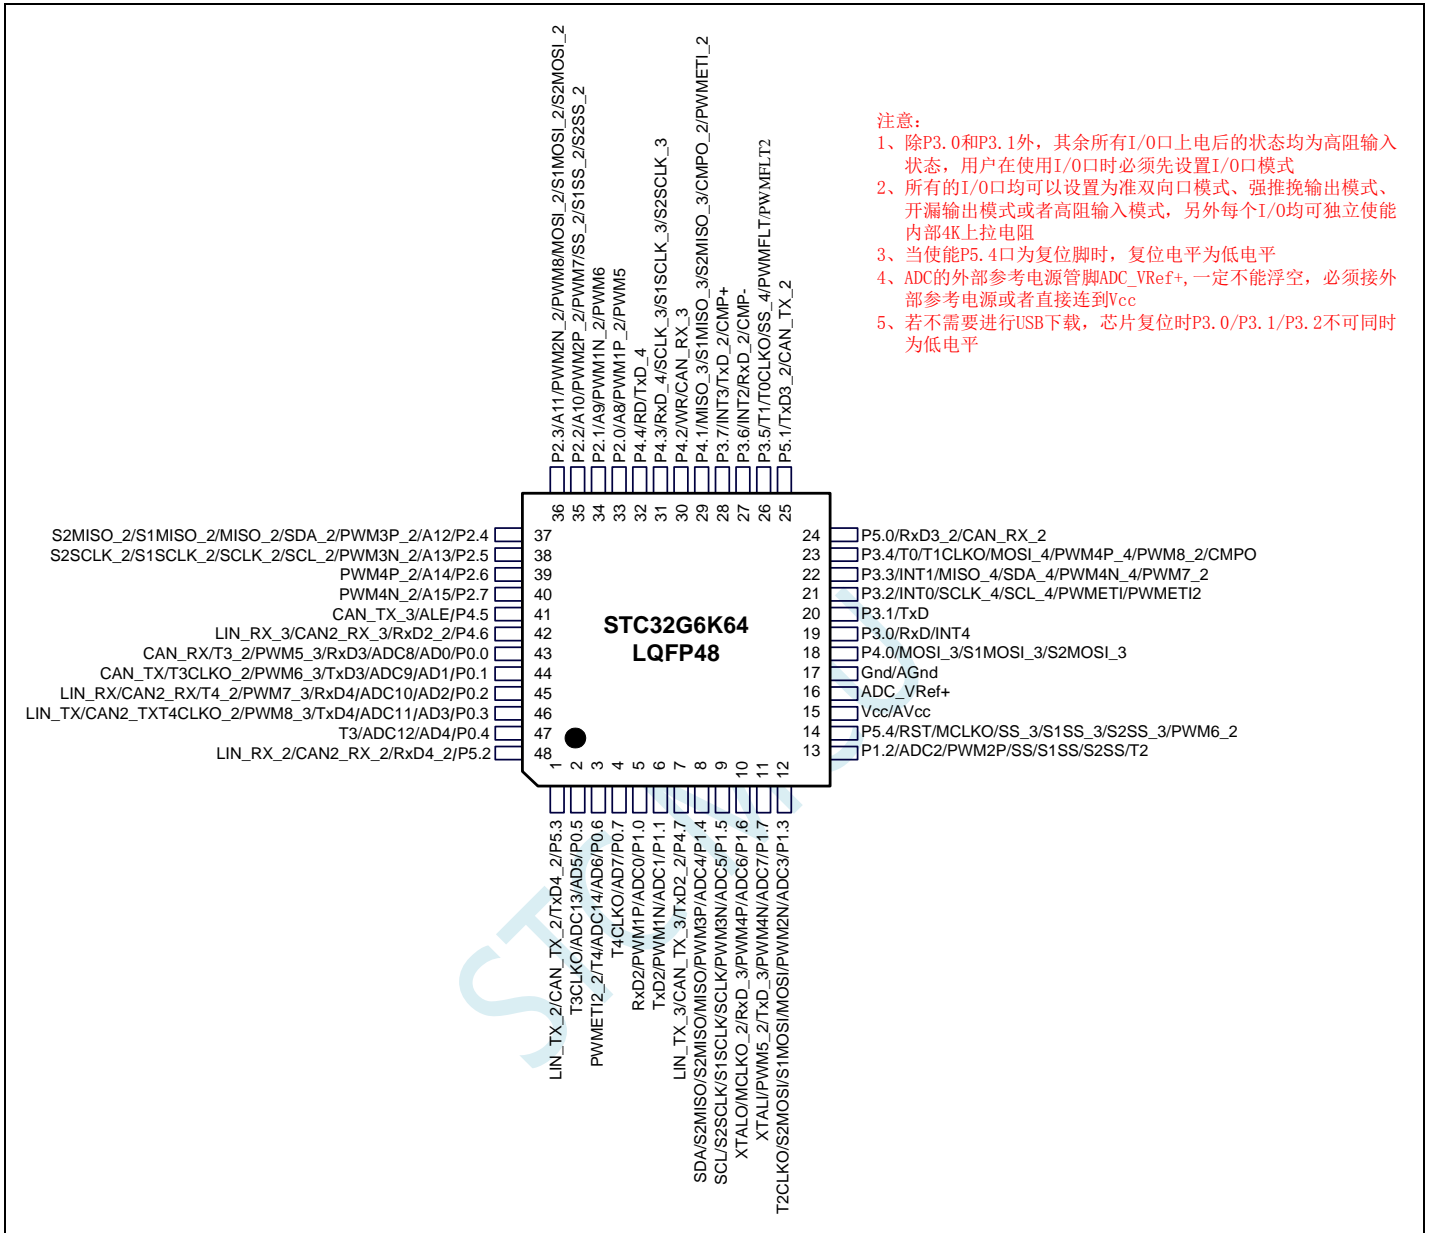 P2.3/A11/PWM2N_2/PWM8/MOSI_2/S1MOSI_2/S2MOSI_2
P2.2/A10/PWM2P_2/PWM7/SS_2/S1SS_2/S2SS_2
P2.1/A9/PWM1N_2/PWM6
P2.0/A8/PWM1P_2/PWM5
P4.4/RD/TxD_4
P4.3/RxD_4/SCLK_3/S1SCLK_3/S2SCLK_3
P4.2/WR/CAN_RX_3
P4.1/MISO_3/S1MISO_3/S2MISO_3/CMPO_2/PWMETI_2
P3.7/INT3/TxD_2/CMP+
P3.6/INT2/RxD_2/CMP-
P3.5/T1/T0CLKO/SS_4/PWMFLT/PWMFLT2
P5.1/TxD3_2/CAN_TX_2
注意:
1、除P3.0和P3.1外，其余所有I/O口上电后的状态均为高阻输入
状态，用户在使用I/O口时必须先设置I/O口模式
2、所有的I/O口均可以设置为准双向口模式、强推挽输出模式、
开漏输出模式或者高阻输入模式，另外每个I/O均可独立使能
内部4K上拉电阻
3、当使能P5.4口为复位脚时，复位电平为低电平
4、ADC的外部参考电源管脚ADC_VRef+,一定不能浮空，必须接外
部参考电源或者直接连到Vcc
5、若不需要进行USB下载，芯片复位时P3.0/P3.1/P3.2不可同时
为低电平
36 35 34 33 32 31 30 29 28 27 26 25
S2MISO_2/S1MISO_2/MISO_2/SDA_2/PWM3P_2/A12/P2.4 37
S2SCLK_2/S1SCLK_2/SCLK_2/SCL_2/PWM3N_2/A13/P2.5 38
PWM4P_2/A14/P2.6 39
PWM4N_2/A15/P2.7 40
CAN_TX_3/ALE/P4.5 41
LIN_RX_3/CAN2_RX_3/RxD2_2/P4.6 42
CAN_RX/T3_2/PWM5_3/RxD3/ADC8/AD0/P0.0 43
CAN_TX/T3CLKO_2/PWM6_3/TxD3/ADC9/AD1/P0.1 44
LIN_RX/CAN2_RX/T4_2/PWM7_3/RxD4/ADC10/AD2/P0.2 45
LIN_TX/CAN2_TXT4CLKO_2/PWM8_3/TxD4/ADC11/AD3/P0.3 46
T3/ADC12/AD4/P0.4 47
LIN_RX_2/CAN2_RX_2/RxD4_2/P5.2 48
STC32G6K64
LQFP48
24 P5.0/RxD3_2/CAN_RX_2
23 P3.4/T0/T1CLKO/MOSI_4/PWM4P_4/PWM8_2/CMPO
22 P3.3/INT1/MISO_4/SDA_4/PWM4N_4/PWM7_2
21 P3.2/INT0/SCLK_4/SCL_4/PWMETI/PWMETI2
20 P3.1/TxD
19 P3.0/RxD/INT4
18 P4.0/MOSI_3/S1MOSI_3/S2MOSI_3
17 Gnd/AGnd
16 ADC_VRef+
15 Vcc/AVcc
14 P5.4/RST/MCLKO/SS_3/S1SS_3/S2SS_3/PWM6_2
13 P1.2/ADC2/PWM2P/SS/S1SS/S2SS/T2
1 2 3 4 5 6 7 8 9 10 11 12
LIN_TX_2/CAN_TX_2/TxD4_2/P5.3
T3CLKO/ADC13/AD5/P0.5
PWMETI2_2/T4/ADC14/AD6/P0.6
T4CLKO/AD7/P0.7
RxD2/PWM1P/ADC0/P1.0
TxD2/PWM1N/ADC1/P1.1
LIN_TX_3/CAN_TX_3/TxD2_2/P4.7
SDA/S2MISO/S2MISO/MISO/PWM3P/ADC4/P1.4
SCL/S2SCLK/S1SCLK/SCLK/PWM3N/ADC5/P1.5
XTALO/MCLKO_2/RxD_3/PWM4P/ADC6/P1.6
XTALI/PWM5_2/TxD_3/PWM4N/ADC7/P1.7
T2CLKO/S2MOSI/S1MOSI/MOSI/PWM2N/ADC3/P1.3
STCMCU